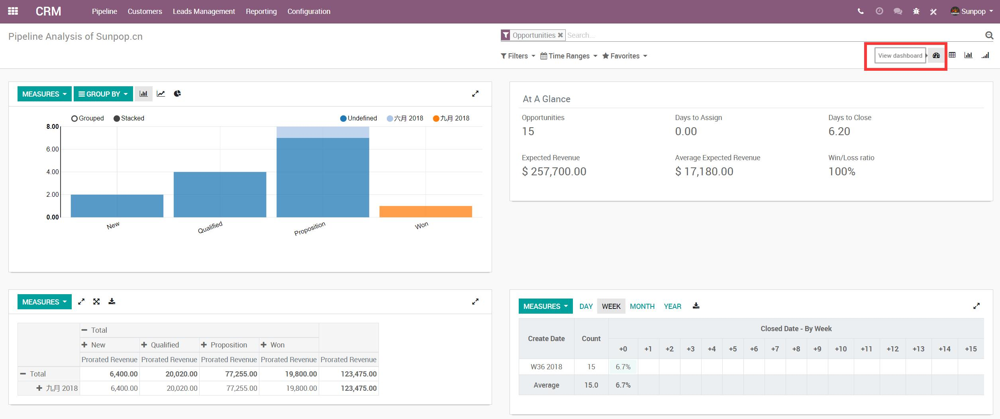 CRM Pipeline Customers Leads Management Reporting Configuration Sunpop
Pipeline Analysis of Sunpop.cn
Opportunities Search...
Filters Time Ranges Favorites View dashboard
MEASURES GROUP BY
Grouped Stacked Undefined 六月 2018 九月 2018
8.00
6.00
4.00
2.00
0.00
New Qualified Proposition Won
At A Glance
Opportunities Days to Assign Days to Close
15 0.00 6.20
Expected Revenue Average Expected Revenue Win/Loss ratio
$ 257,700.00 $ 17,180.00 100%
MEASURES
Total
New Qualified Proposition Won
Prorated Revenue Prorated Revenue Prorated Revenue Prorated Revenue Prorated Revenue
Total 6,400.00 20,020.00 77,255.00 19,800.00 123,475.00
九月 2018 6,400.00 20,020.00 77,255.00 19,800.00 123,475.00
MEASURES DAY WEEK MONTH YEAR
Closed Date - By Week
Create Date Count
+0 +1 +2 +3 +4 +5 +6 +7 +8 +9 +10 +11 +12 +13 +14 +15
W36 2018 15 6.7%
Average 15.0 6.7%